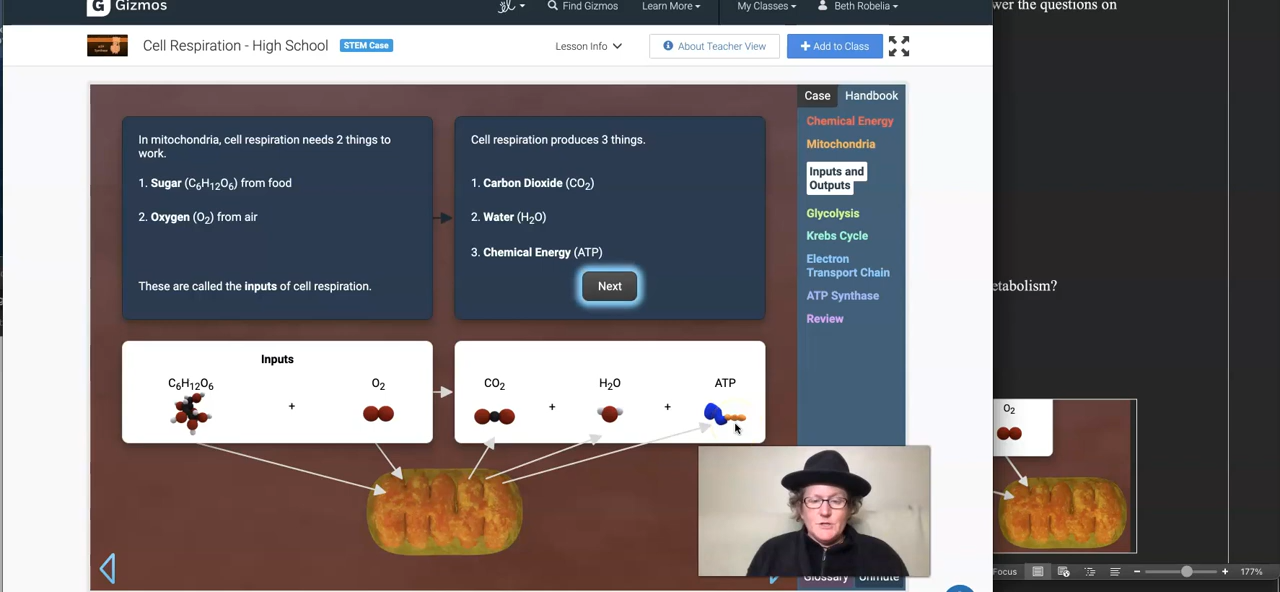 Gizmos
Find Gizmos
Learn More
My Classes
Beth Robelia
wer the questions on
Cell Respiration - High School
STEM Case
Lesson Info
About Teacher View
+ Add to Class
Case
Handbook
In mitochondria, cell respiration needs 2 things to
work.
1. Sugar (C₆H₁₂O₆) from food
2. Oxygen (O₂) from air
These are called the inputs of cell respiration.
Cell respiration produces 3 things.
1. Carbon Dioxide (CO₂)
2. Water (H₂O)
3. Chemical Energy (ATP)
Next
Chemical Energy
Mitochondria
Inputs and
Outputs
Glycolysis
Krebs Cycle
Electron
Transport Chain
ATP Synthase
Review
etabolism?
Inputs
C₆H₁₂O₆
+
O₂
CO₂
+
H₂O
+
ATP
O₂
Glossary
Unmute
Focus
177%